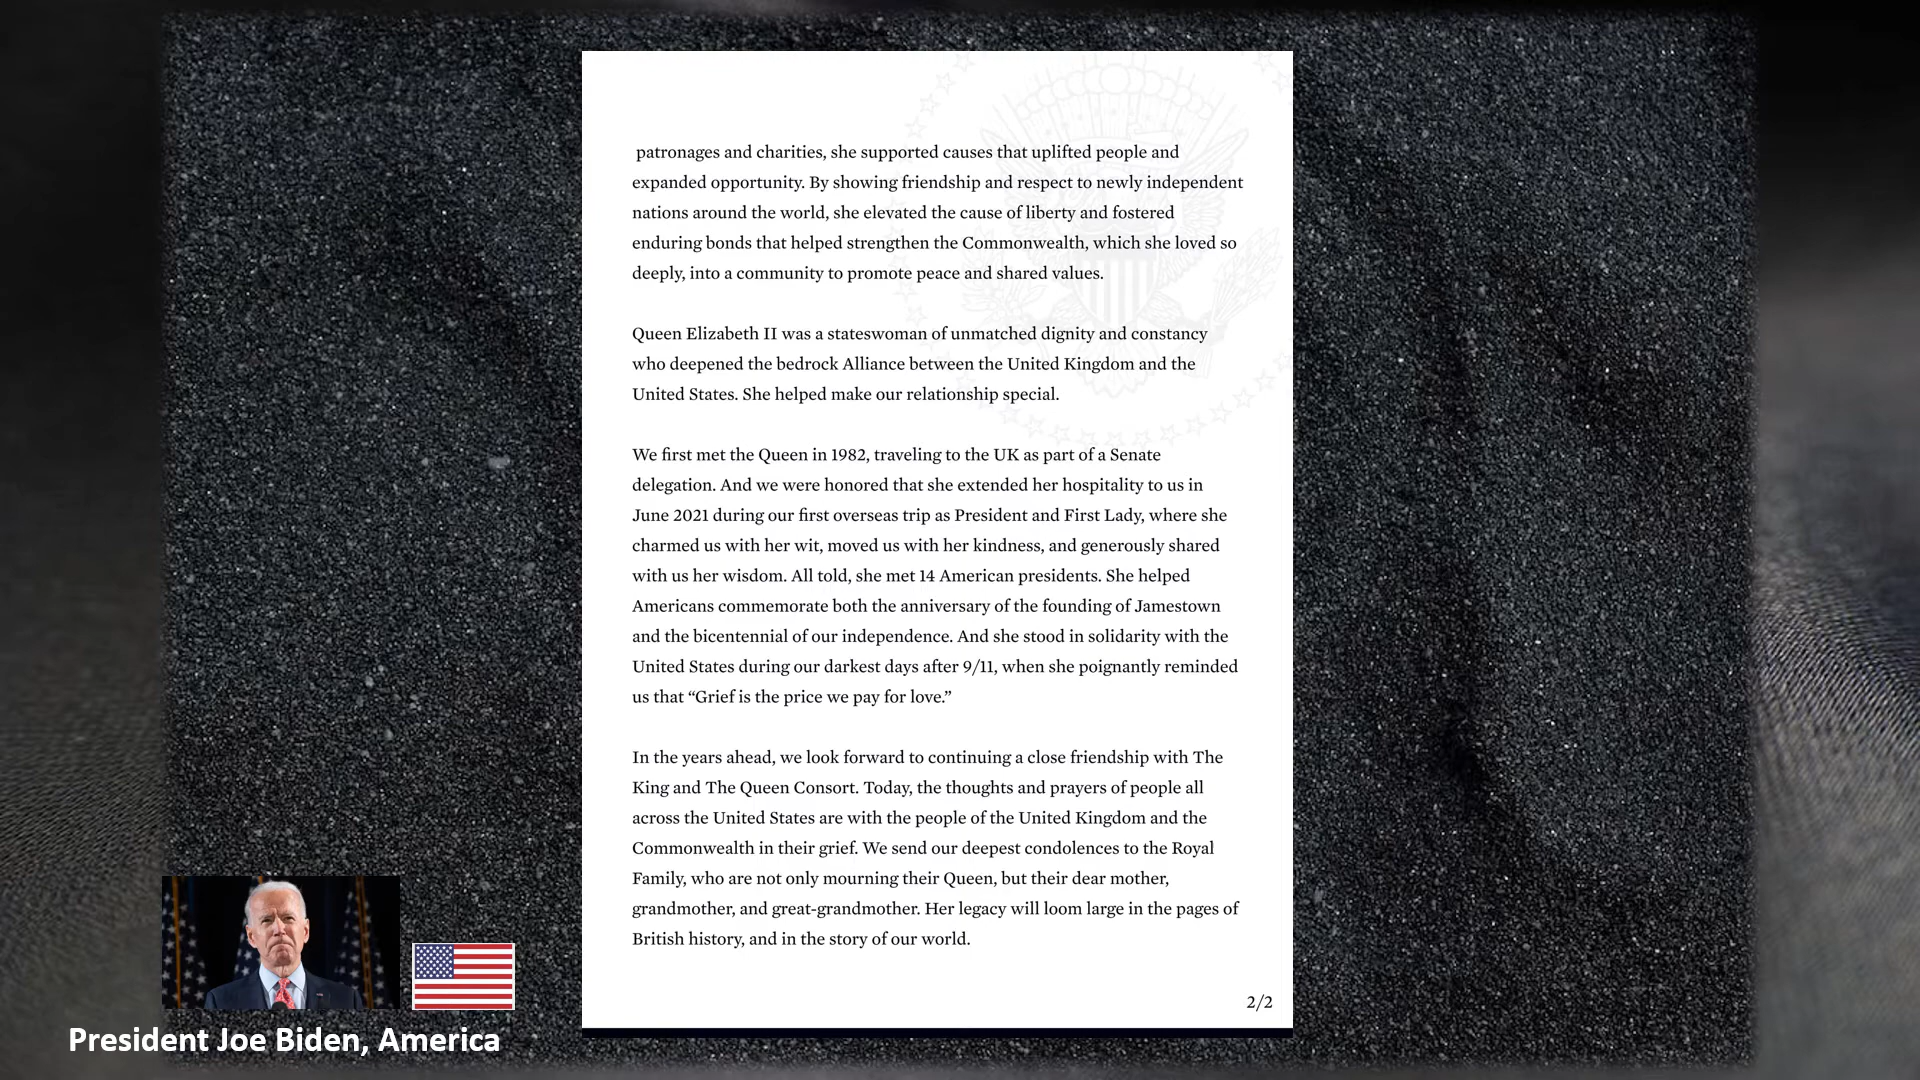 patronages and charities, she supported causes that uplifted people and
expanded opportunity. By showing friendship and respect to newly independent
nations around the world, she elevated the cause of liberty and fostered
enduring bonds that helped strengthen the Commonwealth, which she loved so
deeply, into a community to promote peace and shared values.
Queen Elizabeth II was a stateswoman of unmatched dignity and constancy
who deepened the bedrock Alliance between the United Kingdom and the
United States. She helped make our relationship special.
We first met the Queen in 1982, traveling to the UK as part of a Senate
delegation. And we were honored that she extended her hospitality to us in
June 2021 during our first overseas trip as President and First Lady, where she
charmed us with her wit, moved us with her kindness, and generously shared
with us her wisdom. All told, she met 14 American presidents. She helped
Americans commemorate both the anniversary of the founding of Jamestown
and the bicentennial of our independence. And she stood in solidarity with the
United States during our darkest days after 9/11, when she poignantly reminded
us that “Grief is the price we pay for love.”
In the years ahead, we look forward to continuing a close friendship with The
King and The Queen Consort. Today, the thoughts and prayers of people all
across the United States are with the people of the United Kingdom and the
Commonwealth in their grief. We send our deepest condolences to the Royal
Family, who are not only mourning their Queen, but their dear mother,
grandmother, and great-grandmother. Her legacy will loom large in the pages of
British history, and in the story of our world.
2/2
President Joe Biden, America